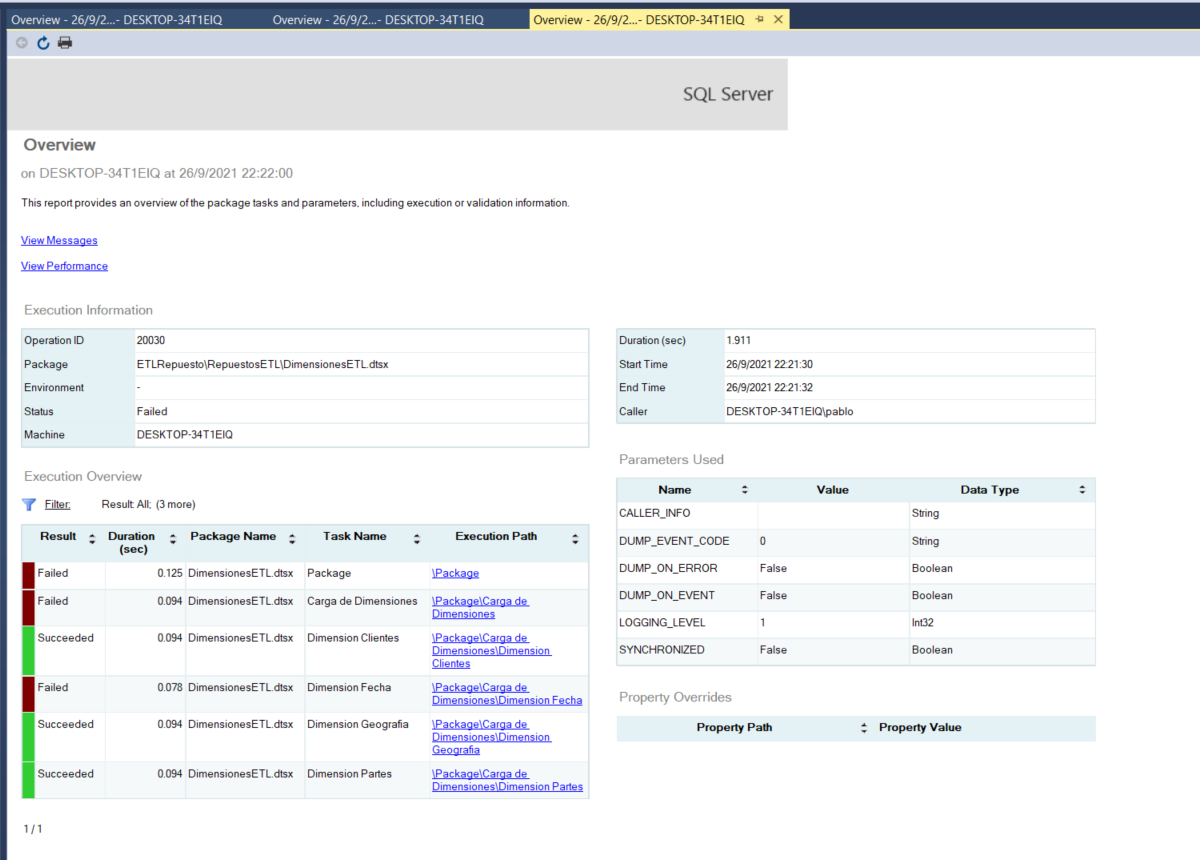 Overview - 26/9/2...- DESKTOP-34T1EIQ
Overview - 26/9/2...- DESKTOP-34T1EIQ
Overview - 26/9/2...- DESKTOP-34T1EIQ
SQL Server
Overview
on DESKTOP-34T1EIQ at 26/9/2021 22:22:00
This report provides an overview of the package tasks and parameters, including execution or validation information.
View Messages
View Performance
Execution Information
Operation ID 20030
Package ETLRepuesto\RepuestosETL\DimensionesETL.dtsx
Environment -
Status Failed
Machine DESKTOP-34T1EIQ
Duration (sec) 1.911
Start Time 26/9/2021 22:21:30
End Time 26/9/2021 22:21:32
Caller DESKTOP-34T1EIQ\pablo
Execution Overview
Filter: Result: All; (3 more)
Result Duration (sec) Package Name Task Name Execution Path
Failed 0.125 DimensionesETL.dtsx Package \Package
Failed 0.094 DimensionesETL.dtsx Carga de Dimensiones \Package\Carga de
Dimensiones
Succeeded 0.094 DimensionesETL.dtsx Dimension Clientes \Package\Carga de
Dimensiones\Dimension
Clientes
Failed 0.078 DimensionesETL.dtsx Dimension Fecha \Package\Carga de
Dimensiones\Dimension Fecha
Succeeded 0.094 DimensionesETL.dtsx Dimension Geografia \Package\Carga de
Dimensiones\Dimension
Geografia
Succeeded 0.094 DimensionesETL.dtsx Dimension Partes \Package\Carga de
Dimensiones\Dimension Partes
1 / 1
Parameters Used
Name Value Data Type
CALLER_INFO String
DUMP_EVENT_CODE 0 String
DUMP_ON_ERROR False Boolean
DUMP_ON_EVENT False Boolean
LOGGING_LEVEL 1 Int32
SYNCHRONIZED False Boolean
Property Overrides
Property Path Property Value